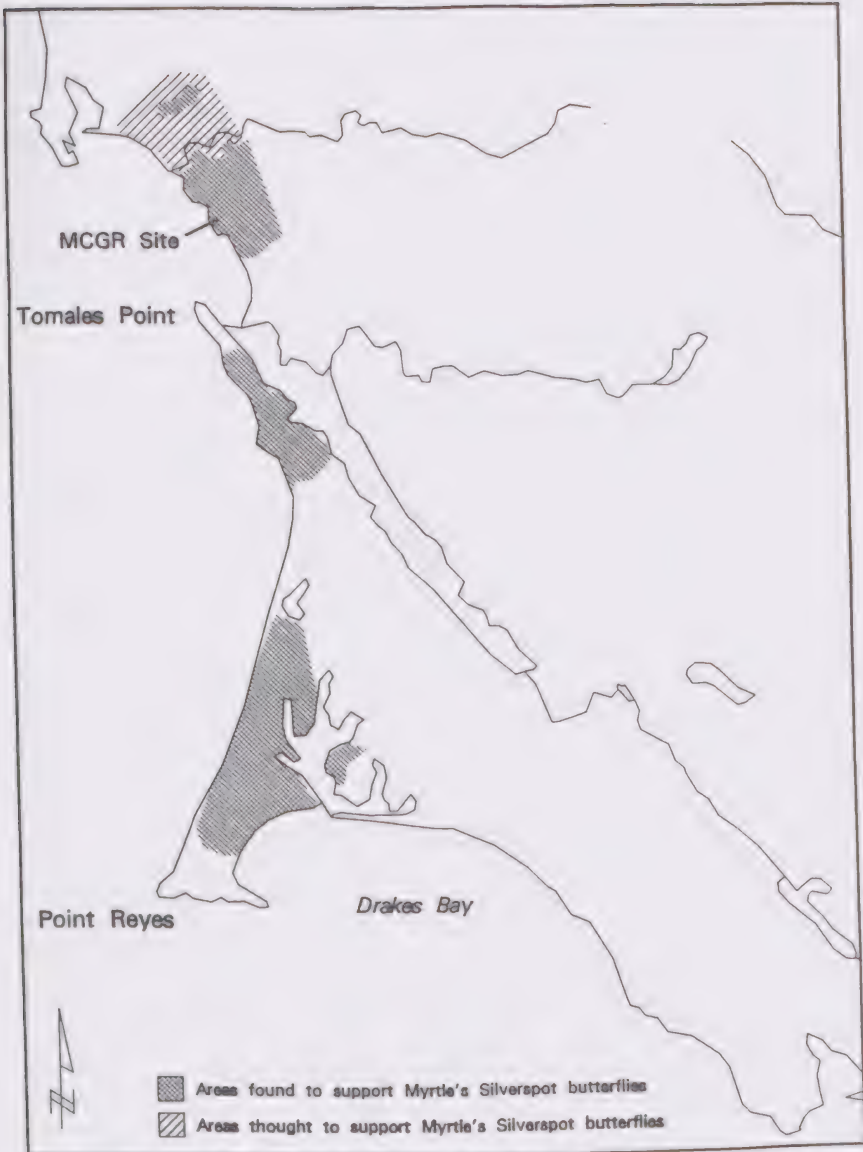 MCGR Site
Tomales Point
Point Reyes
Drakes Bay
N
Areas found to support Myrtle's Silverspot butterflies
Areas thought to support Myrtle's Silverspot butterflies